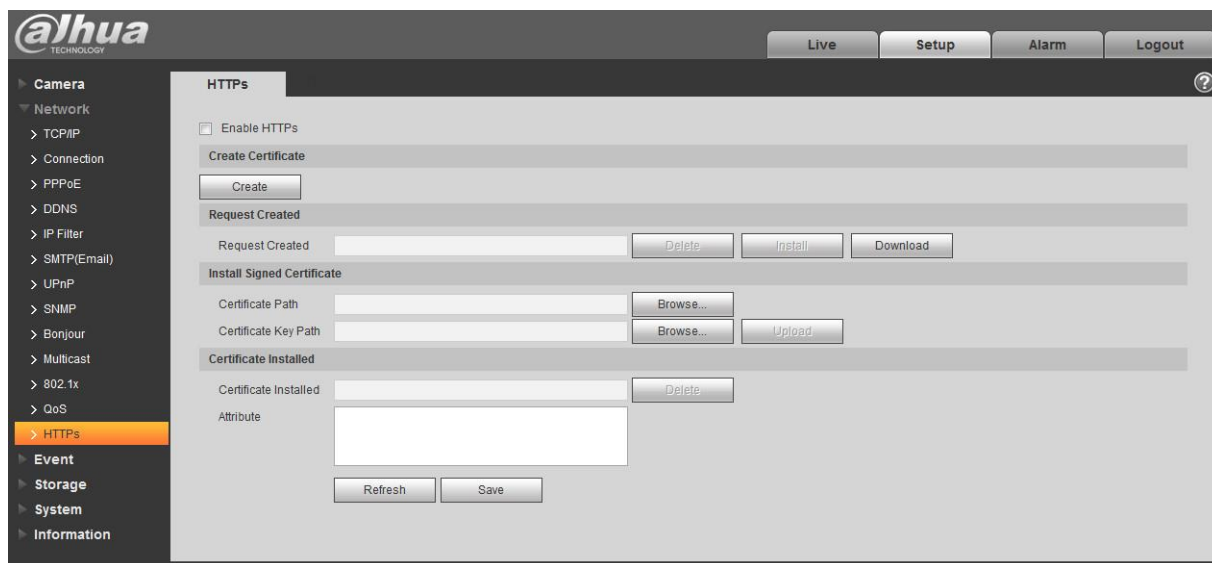 alhua
TECHNOLOGY
Live Setup Alarm Logout
Camera
Network
> TCP/IP
> Connection
> PPPoE
> DDNS
> IP Filter
> SMTP(Email)
> UPnP
> SNMP
> Bonjour
> Multicast
> 802.1x
> QoS
> HTTPs
Event
Storage
System
Information
HTTPs
?
Enable HTTPs
Create Certificate
Create
Request Created
Request Created Delete Install Download
Install Signed Certificate
Certificate Path Browse...
Certificate Key Path Browse... Upload
Certificate Installed
Certificate Installed Delete
Attribute
Refresh Save